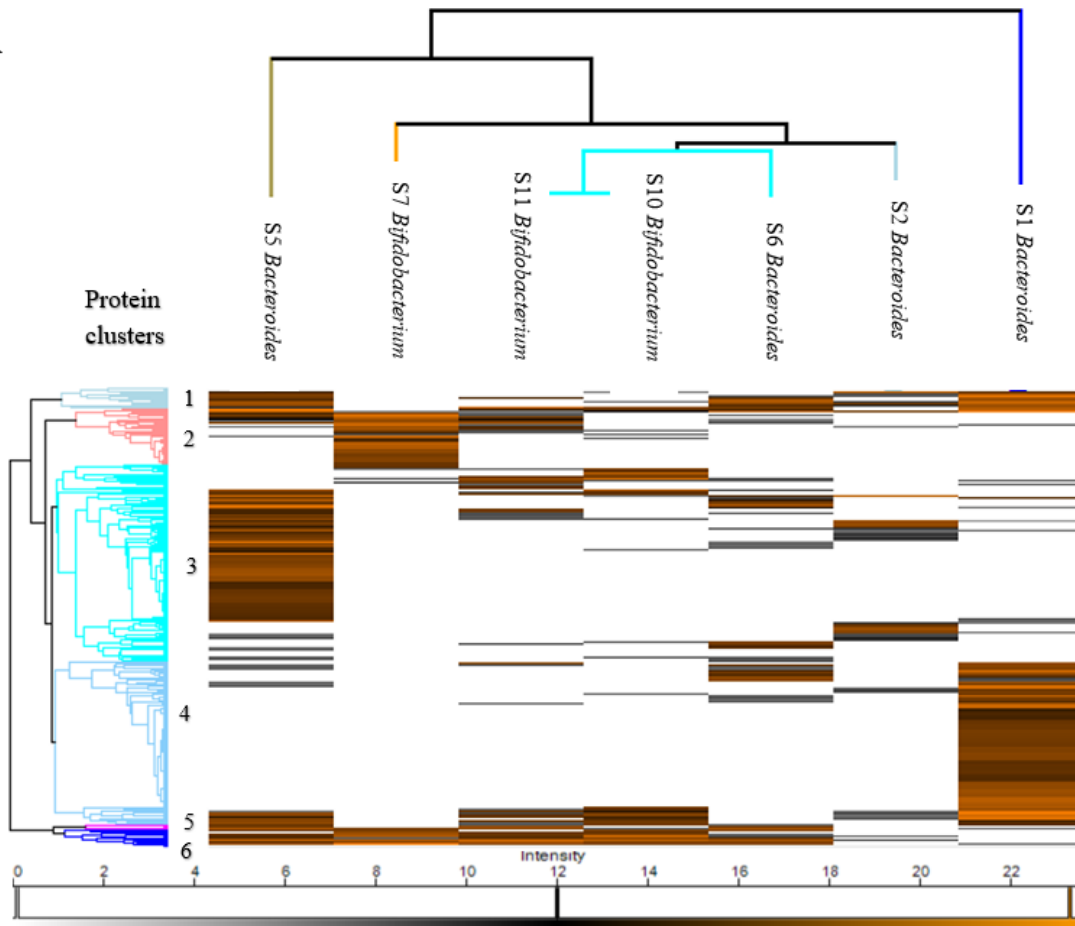 S5 Bacteroides
S7 Bifidobacterium
S11 Bifidobacterium
S10 Bifidobacterium
S6 Bacteroides
S2 Bacteroides
S1 Bacteroides
Protein
clusters
1
2
3
4
5
6
Intensity
0 2 4 6 8 10 12 14 16 18 20 22